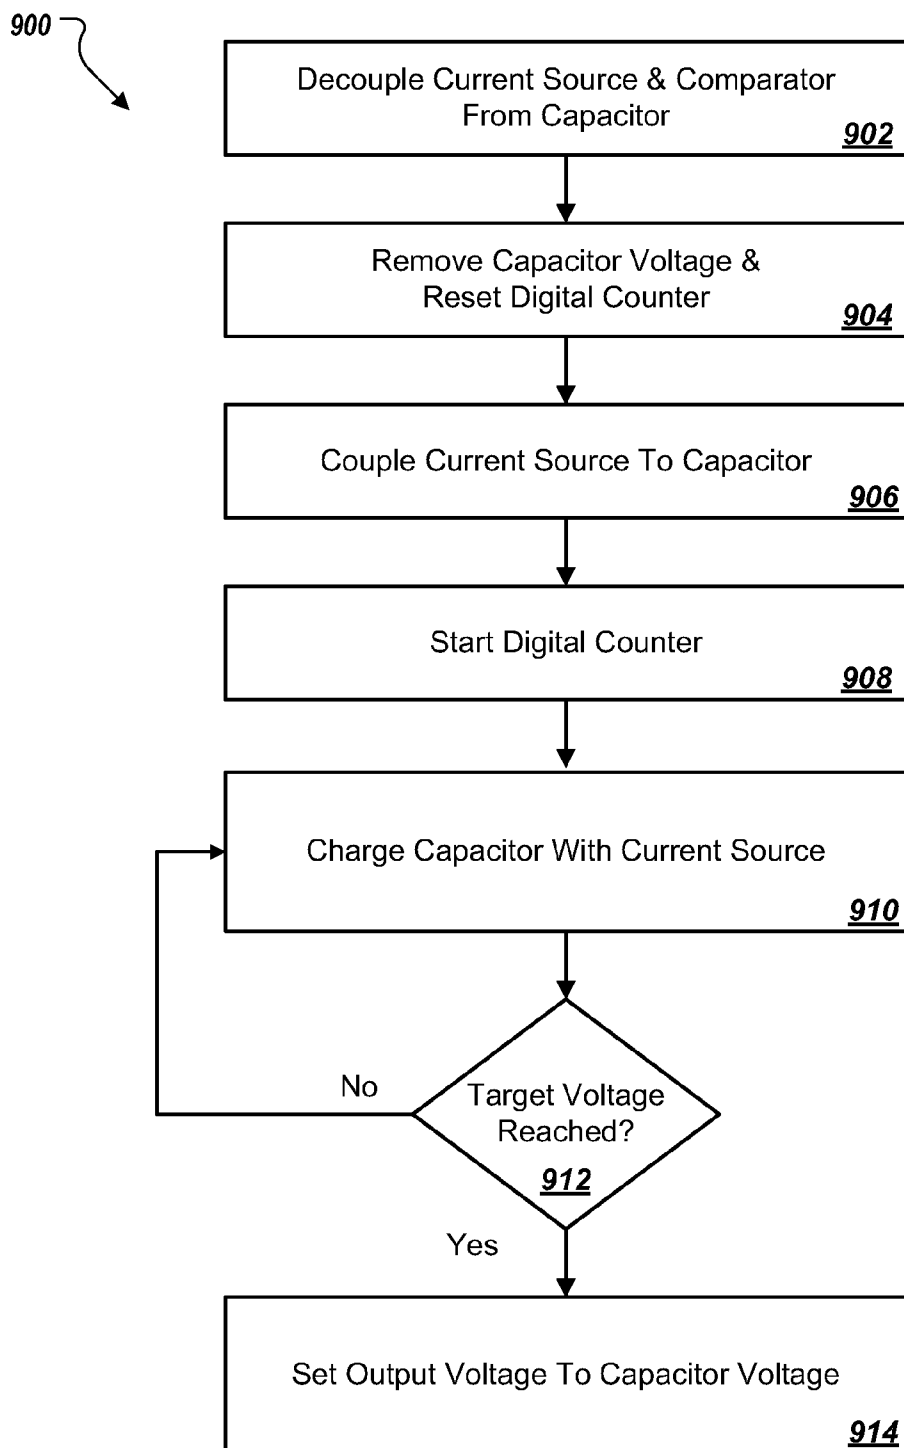 900
Decouple Current Source & Comparator
From Capacitor
902
Remove Capacitor Voltage &
Reset Digital Counter
904
Couple Current Source To Capacitor
906
Start Digital Counter
908
Charge Capacitor With Current Source
910
No
Target Voltage
Reached?
912
Yes
Set Output Voltage To Capacitor Voltage
914